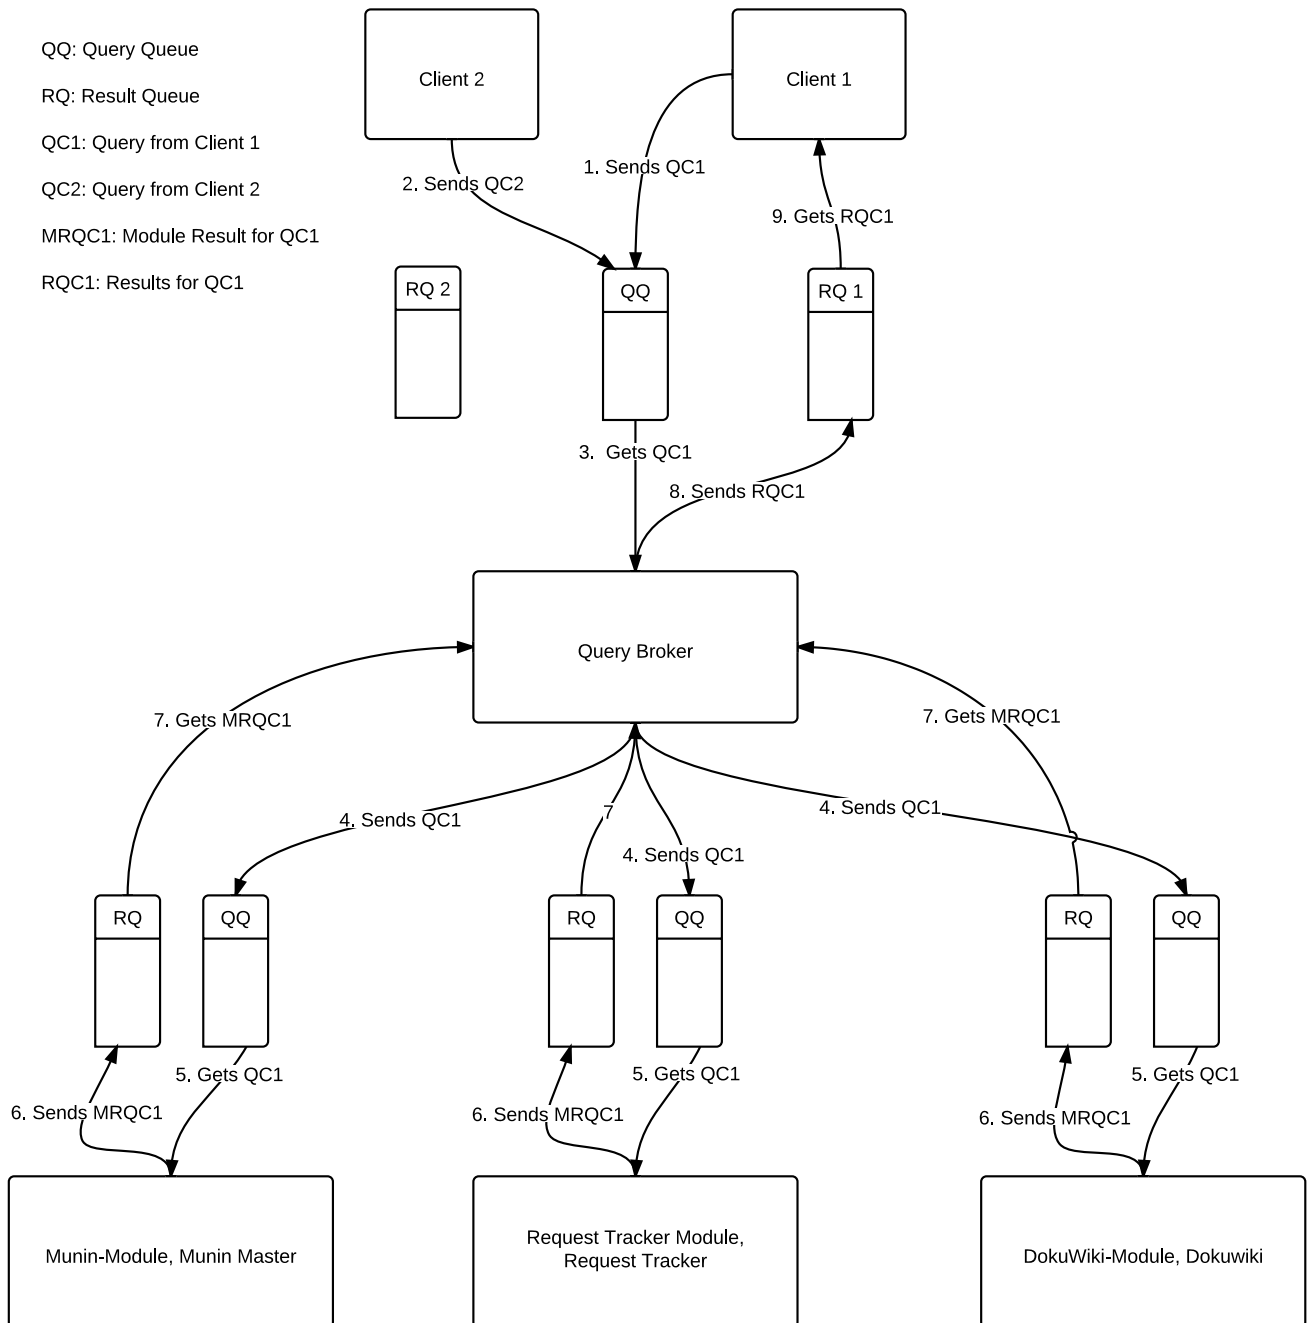 QQ: Query Queue
RQ: Result Queue
QC1: Query from Client 1
QC2: Query from Client 2
MRQC1: Module Result for QC1
RQC1: Results for QC1
Client 2
Client 1
1. Sends QC1
2. Sends QC2
9. Gets RQC1
RQ 2
QQ
RQ 1
3.  Gets QC1
8. Sends RQC1
Query Broker
7. Gets MRQC1
7. Gets MRQC1
4. Sends QC1
7
4. Sends QC1
4. Sends QC1
RQ
QQ
RQ
QQ
RQ
QQ
5. Gets QC1
5. Gets QC1
5. Gets QC1
6. Sends MRQC1
6. Sends MRQC1
6. Sends MRQC1
Munin-Module, Munin Master
Request Tracker Module,
Request Tracker
DokuWiki-Module, Dokuwiki